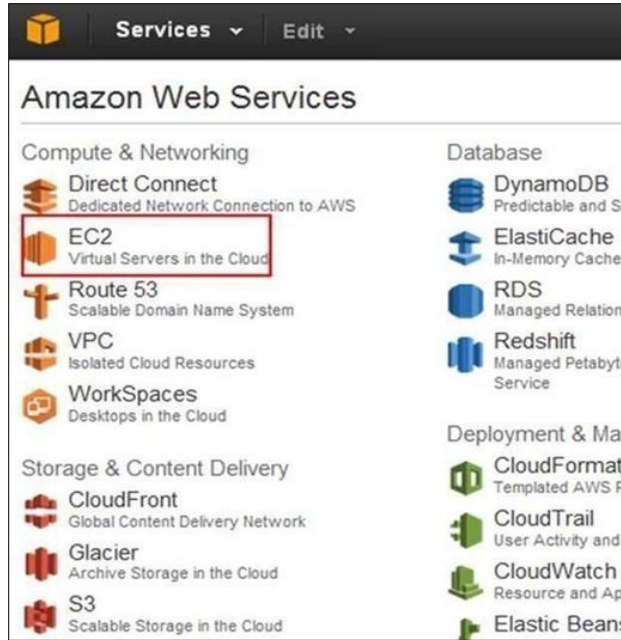 Services
Edit
Amazon Web Services
Compute & Networking
Direct Connect
Dedicated Network Connection to AWS
EC2
Virtual Servers in the Cloud
Route 53
Scalable Domain Name System
VPC
Isolated Cloud Resources
WorkSpaces
Desktops in the Cloud
Storage & Content Delivery
CloudFront
Global Content Delivery Network
Glacier
Archive Storage in the Cloud
S3
Scalable Storage in the Cloud
Database
DynamoDB
Predictable and S
ElastiCache
In-Memory Cache
RDS
Managed Relation
Redshift
Managed Petabyt
Service
Deployment & Ma
CloudFormat
Templated AWS R
CloudTrail
User Activity and
CloudWatch
Resource and Ap
Elastic Beans